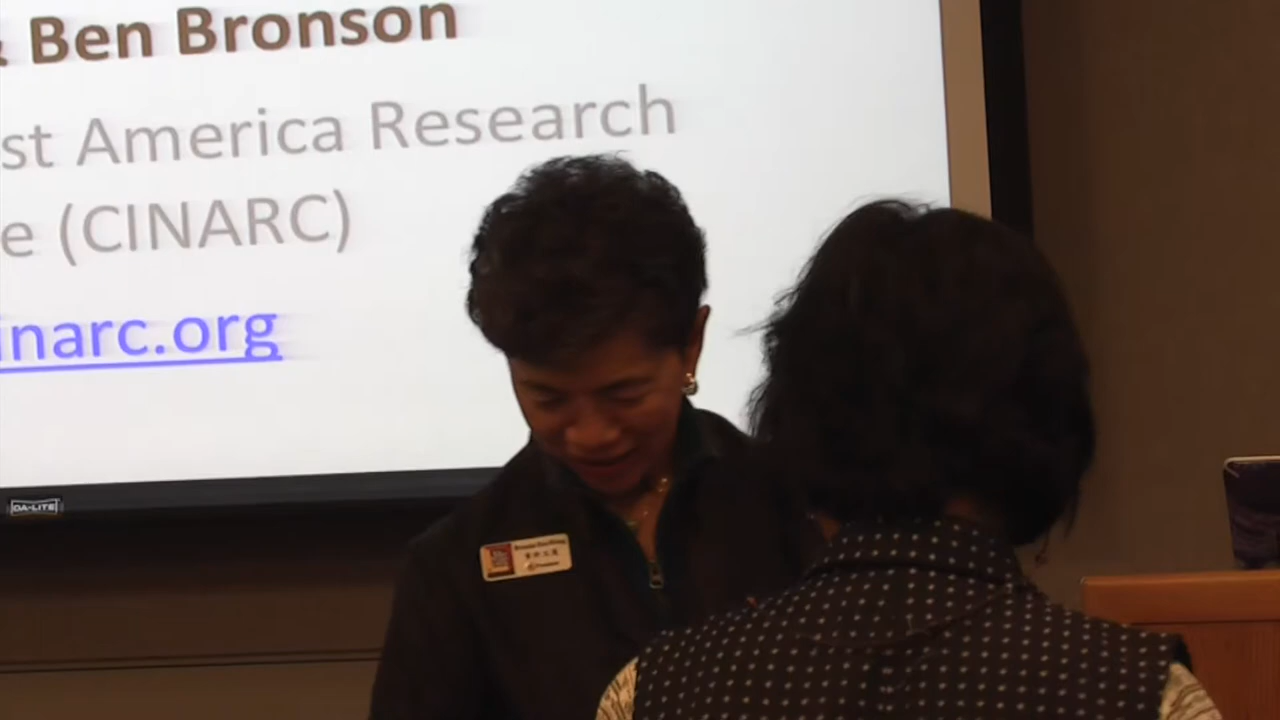 & Ben Bronson
st America Research
e (CINARC)
inarc.org
DA-LITE